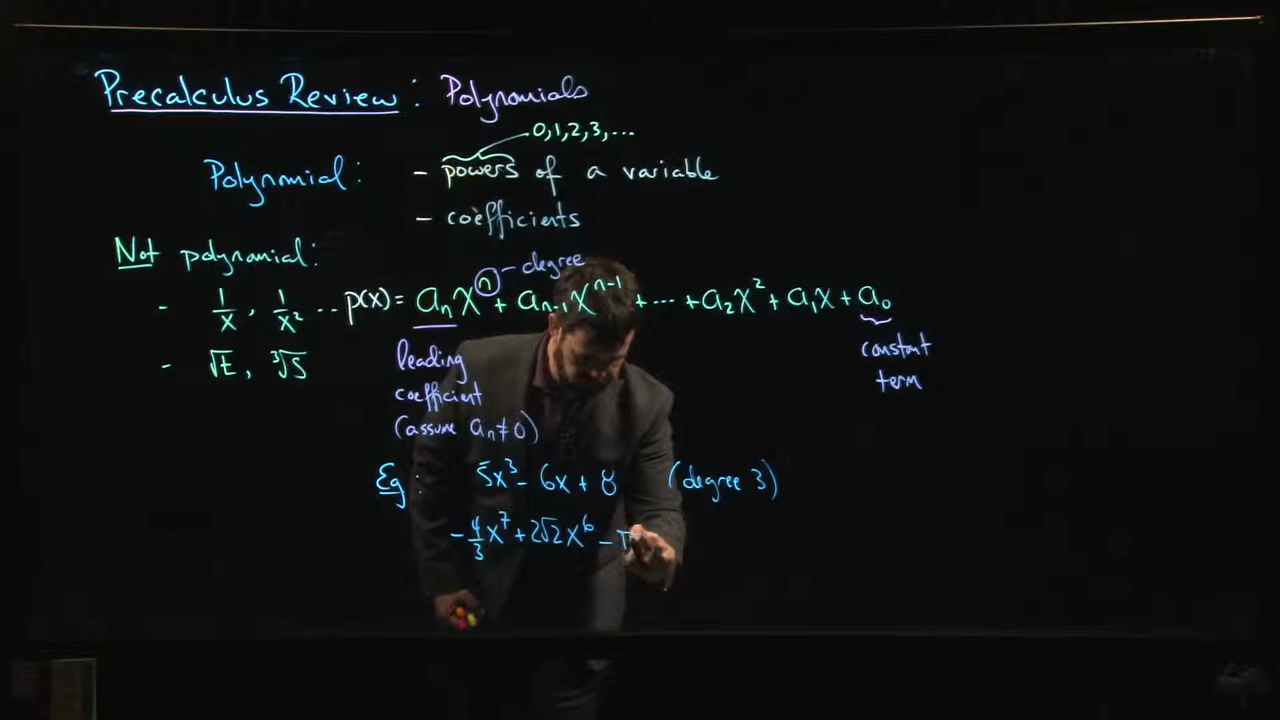 Precalculus Review: Polynomials
0,1,2,3,...
Polynomial: - powers of a variable
- coefficients
Not polynomial:
- 1/x, 1/x² ...
- √t, ³√s
degree
p(x) = aₙxⁿ + aₙ₋₁xⁿ⁻¹ + ... + a₂x² + a₁x + a₀
leading
coefficient
(assume aₙ≠0)
constant
term
Eg: 5x³ - 6x + 8 (degree 3)
-4/3x⁷ + 2√2x⁶ -